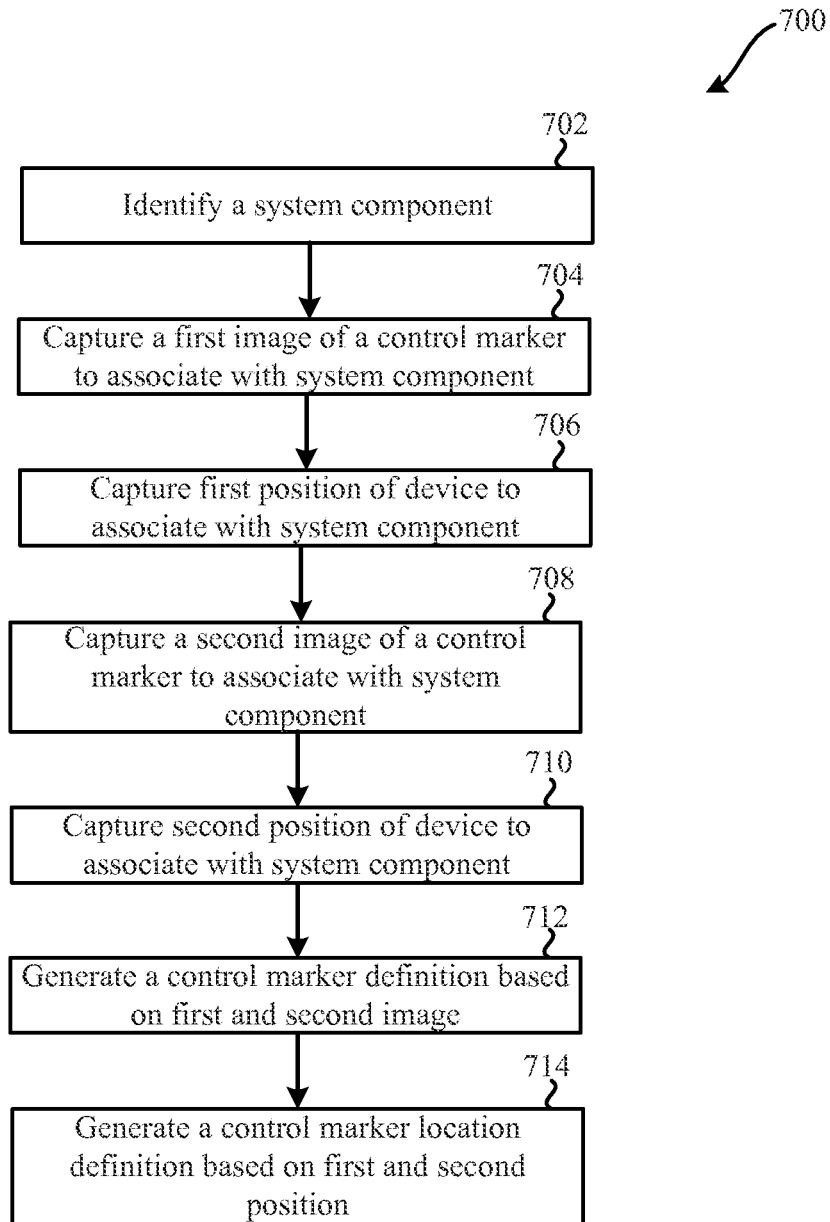 700
702
Identify a system component
704
Capture a first image of a control marker
to associate with system component
706
Capture first position of device to
associate with system component
708
Capture a second image of a control
marker to associate with system
component
710
Capture second position of device to
associate with system component
712
Generate a control marker definition based
on first and second image
714
Generate a control marker location
definition based on first and second
position